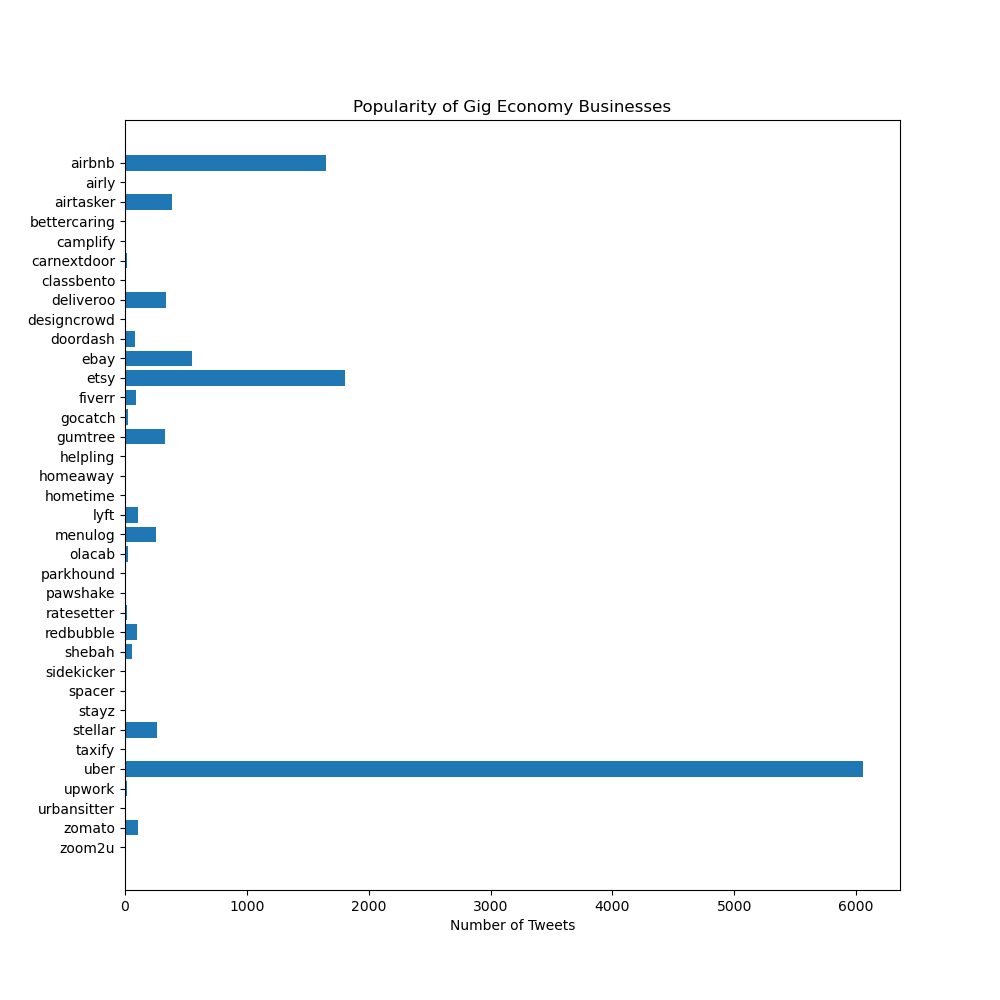 Popularity of Gig Economy Businesses
airbnb
airly
airtasker
bettercaring
camplify
carnextdoor
classbento
deliveroo
designcrowd
doordash
ebay
etsy
fiverr
gocatch
gumtree
helpling
homeaway
hometime
lyft
menulog
olacab
parkhound
pawshake
ratesetter
redbubble
shebah
sidekicker
spacer
stayz
stellar
taxify
uber
upwork
urbansitter
zomato
zoom2u
0 1000 2000 3000 4000 5000 6000
Number of Tweets